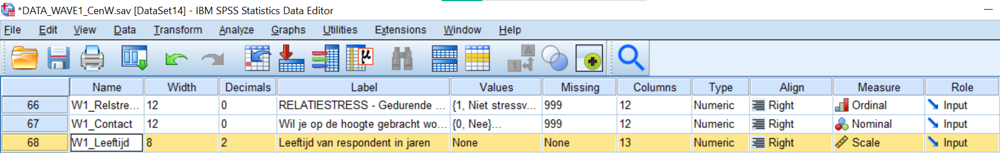 *DATA_WAVE1_CenW.sav [DataSet14] - IBM SPSS Statistics Data Editor
File Edit View Data Transform Analyze Graphs Utilities Extensions Window Help
Name Width Decimals Label Values Missing Columns Type Align Measure Role
66 W1_Relstre... 12 0 RELATIESTRESS - Gedurende ... {1, Niet stressv... 999 12 Numeric Right Ordinal Input
67 W1_Contact 12 0 Wil je op de hoogte gebracht wo... {0, Nee}... 999 12 Numeric Right Nominal Input
68 W1_Leeftijd 8 2 Leeftijd van respondent in jaren None None 13 Numeric Right Scale Input